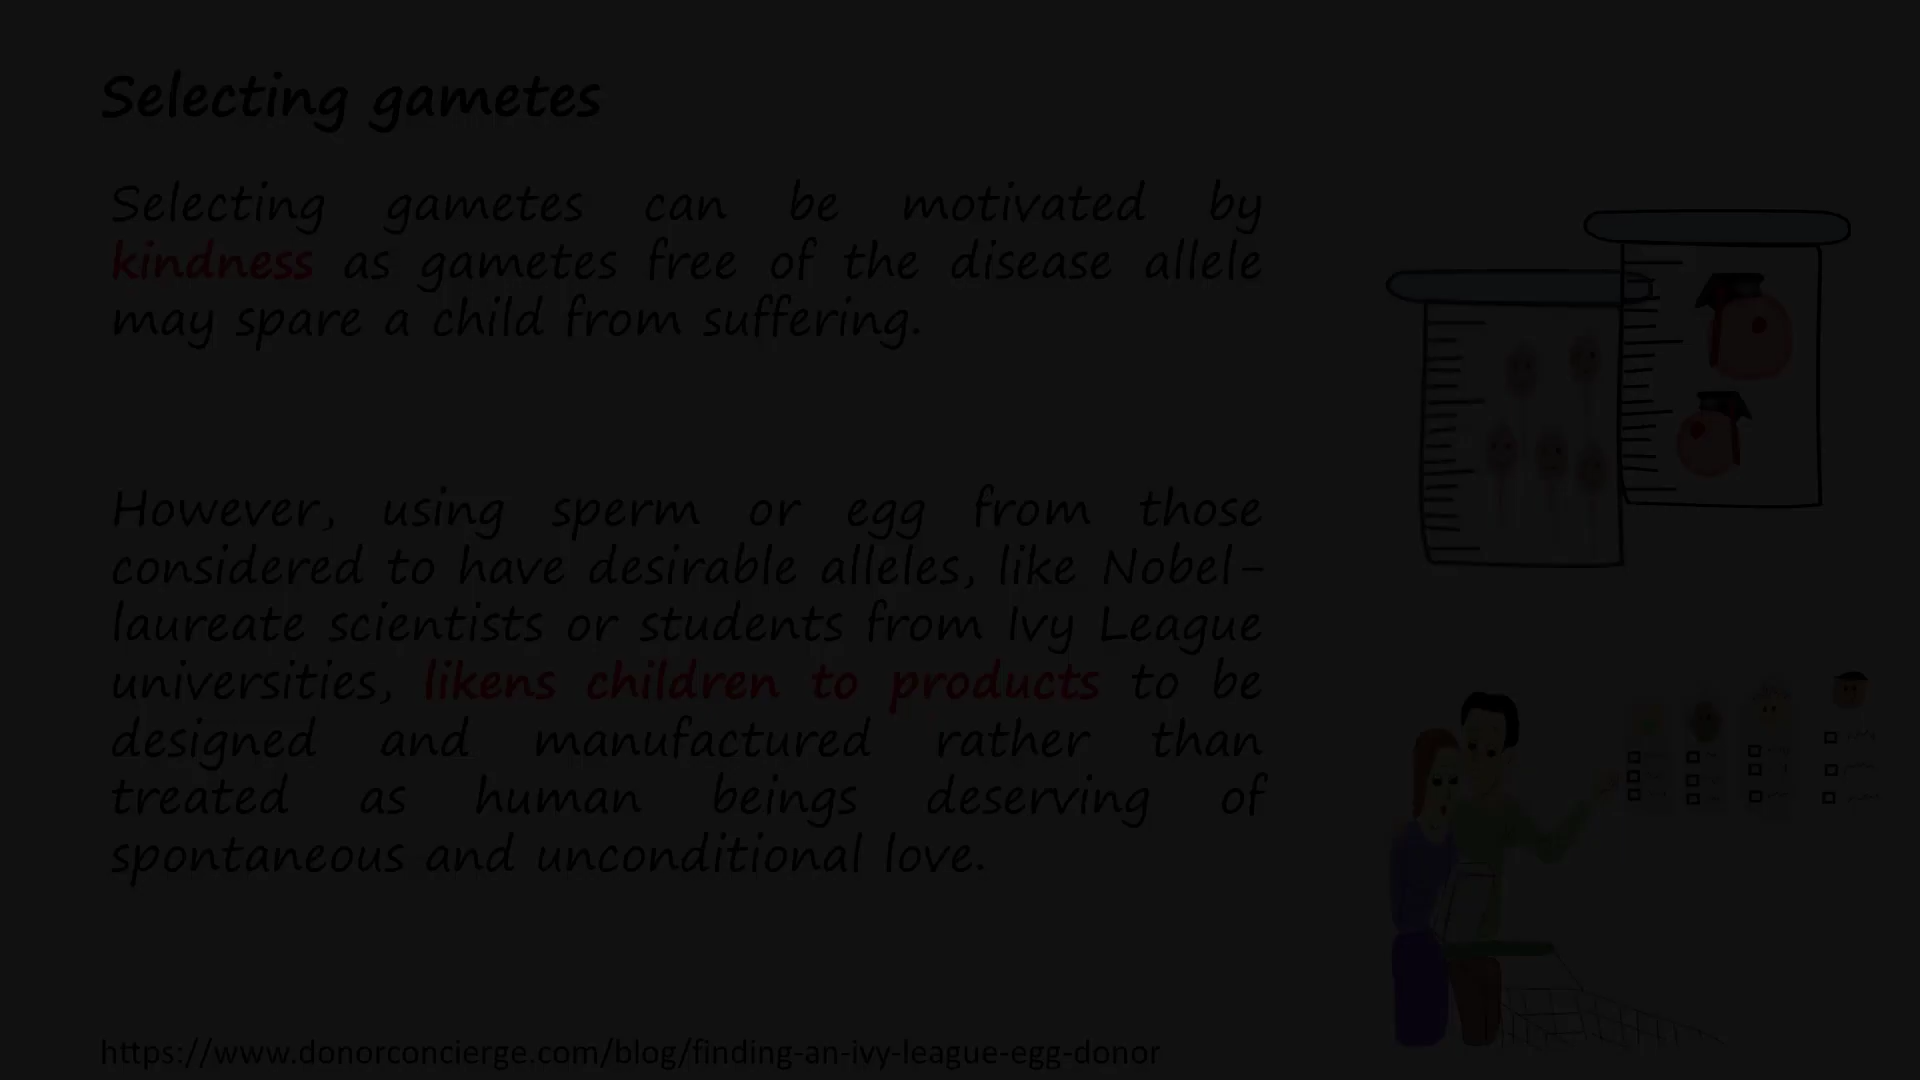 Selecting gametes
Selecting gametes can be motivated by
kindness as gametes free of the disease allele
may spare a child from suffering.
However, using sperm or egg from those
considered to have desirable alleles, like Nobel-
laureate scientists or students from Ivy League
universities, likens children to products to be
designed and manufactured rather than
treated as human beings deserving of
spontaneous and unconditional love.
https://www.donorconcierge.com/blog/finding-an-ivy-league-egg-donor